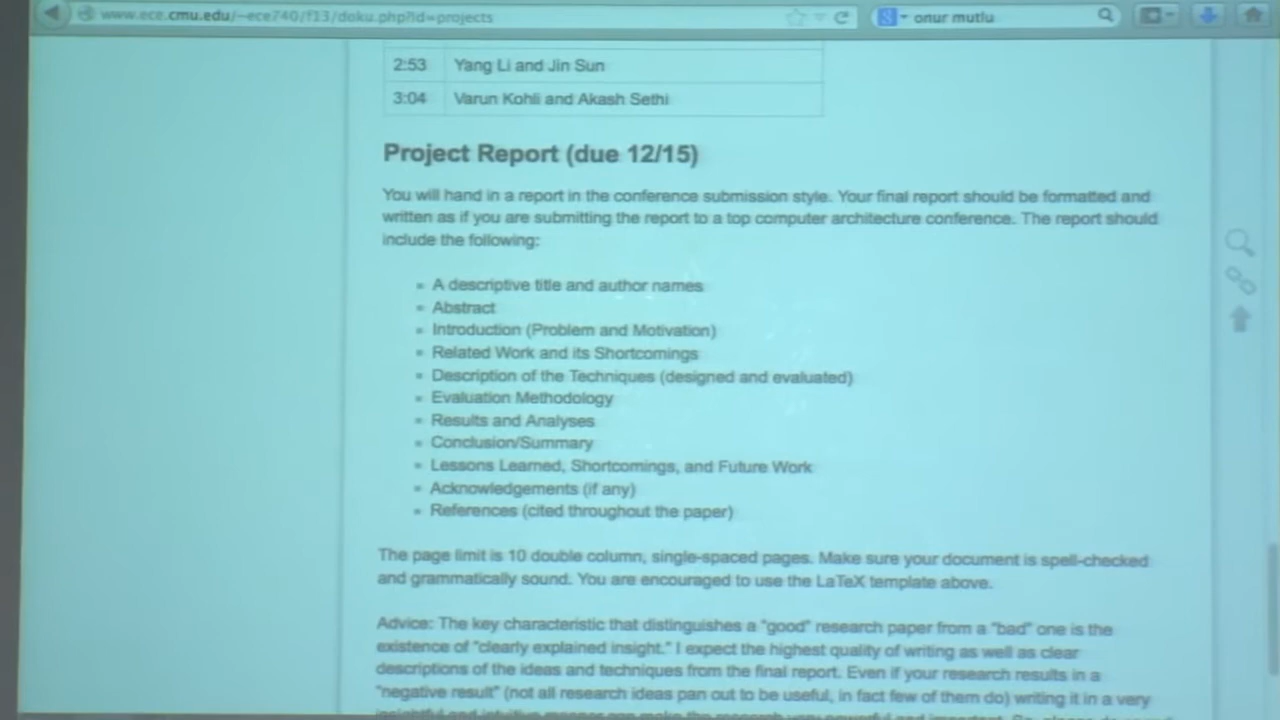 www.ece.cmu.edu/~ece740/f13/doku.php?id=projects
onur mutlu
2:53 Yang Li and Jin Sun
3:04 Varun Kohli and Akash Sethi
Project Report (due 12/15)
You will hand in a report in the conference submission style. Your final report should be formatted and
written as if you are submitting the report to a top computer architecture conference. The report should
include the following:
A descriptive title and author names
Abstract
Introduction (Problem and Motivation)
Related Work and its Shortcomings
Description of the Techniques (designed and evaluated)
Evaluation Methodology
Results and Analyses
Conclusion/Summary
Lessons Learned, Shortcomings, and Future Work
Acknowledgements (if any)
References (cited throughout the paper)
The page limit is 10 double column, single-spaced pages. Make sure your document is spell-checked
and grammatically sound. You are encouraged to use the LaTeX template above.
Advice: The key characteristic that distinguishes a "good" research paper from a "bad" one is the
existence of "clearly explained insight." I expect the highest quality of writing as well as clear
descriptions of the ideas and techniques from the final report. Even if your research results in a
"negative result" (not all research ideas pan out to be useful, in fact few of them do) writing it in a very